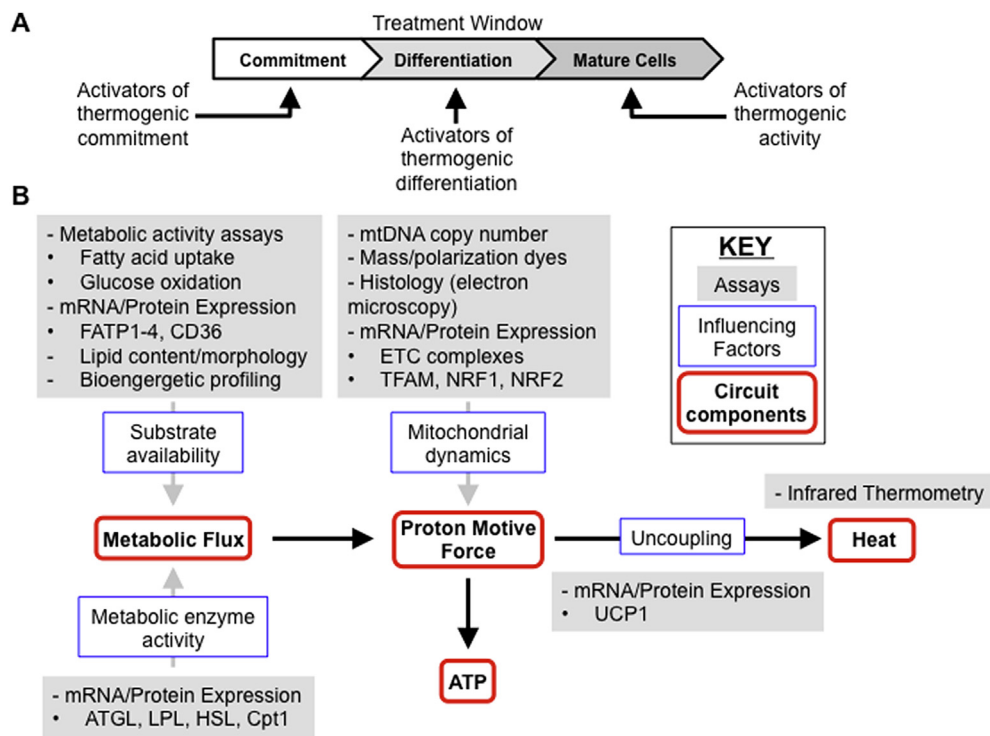 A
Treatment Window
Commitment
Differentiation
Mature Cells
Activators of
thermogenic
commitment
Activators of
thermogenic
differentiation
Activators of
thermogenic
activity
B
- Metabolic activity assays
• Fatty acid uptake
• Glucose oxidation
- mRNA/Protein Expression
• FATP1-4, CD36
- Lipid content/morphology
- Bioengergetic profiling
- mtDNA copy number
- Mass/polarization dyes
- Histology (electron
microscopy)
- mRNA/Protein Expression
• ETC complexes
• TFAM, NRF1, NRF2
KEY
Assays
Influencing
Factors
Circuit
components
Substrate
availability
Mitochondrial
dynamics
- Infrared Thermometry
Metabolic Flux
Proton Motive
Force
Uncoupling
Heat
- mRNA/Protein Expression
• UCP1
Metabolic enzyme
activity
ATP
- mRNA/Protein Expression
• ATGL, LPL, HSL, Cpt1